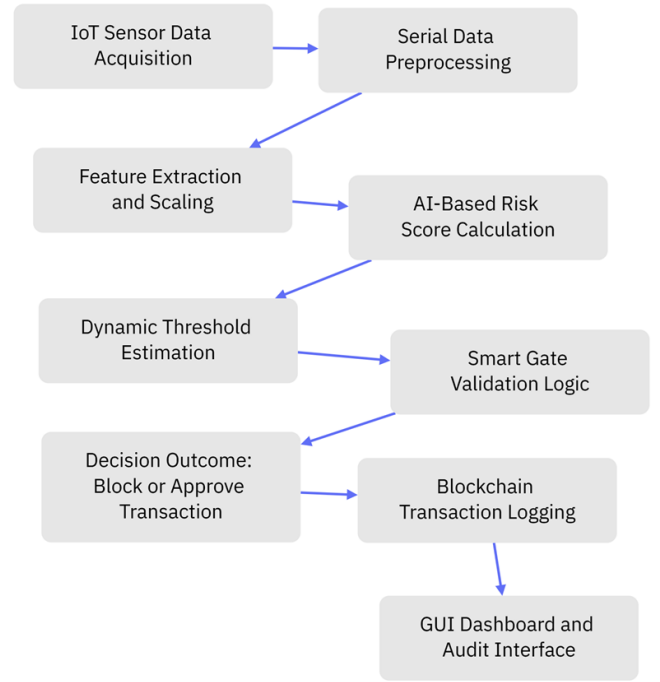 IoT Sensor Data
Acquisition
Serial Data
Preprocessing
Feature Extraction
and Scaling
AI-Based Risk
Score Calculation
Dynamic Threshold
Estimation
Smart Gate
Validation Logic
Decision Outcome:
Block or Approve
Transaction
Blockchain
Transaction Logging
GUI Dashboard and
Audit Interface